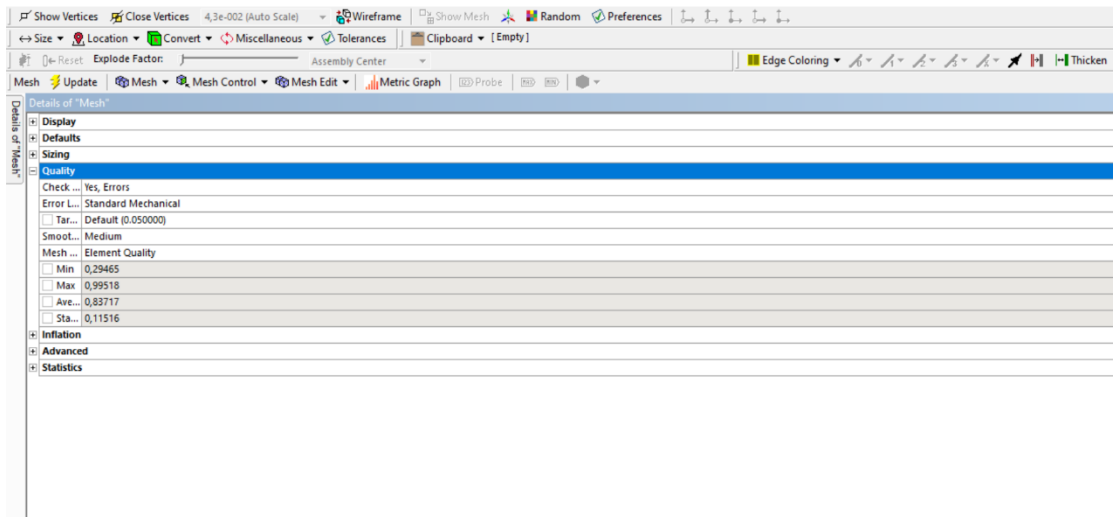 Show Vertices Close Vertices 4,3e-002 (Auto Scale) Wireframe Show Mesh Random Preferences
Size Location Convert Miscellaneous Tolerances Clipboard [Empty]
Reset Explode Factor: Assembly Center Edge Coloring Thicken
Mesh Update Mesh Mesh Control Mesh Edit Metric Graph Probe
Details of "Mesh"
Details of "Mesh"
Display
Defaults
Sizing
Quality
Check ... Yes, Errors
Error L... Standard Mechanical
Tar... Default (0.050000)
Smoot... Medium
Mesh ... Element Quality
Min 0,29465
Max 0,99518
Ave... 0,83717
Sta... 0,11516
Inflation
Advanced
Statistics